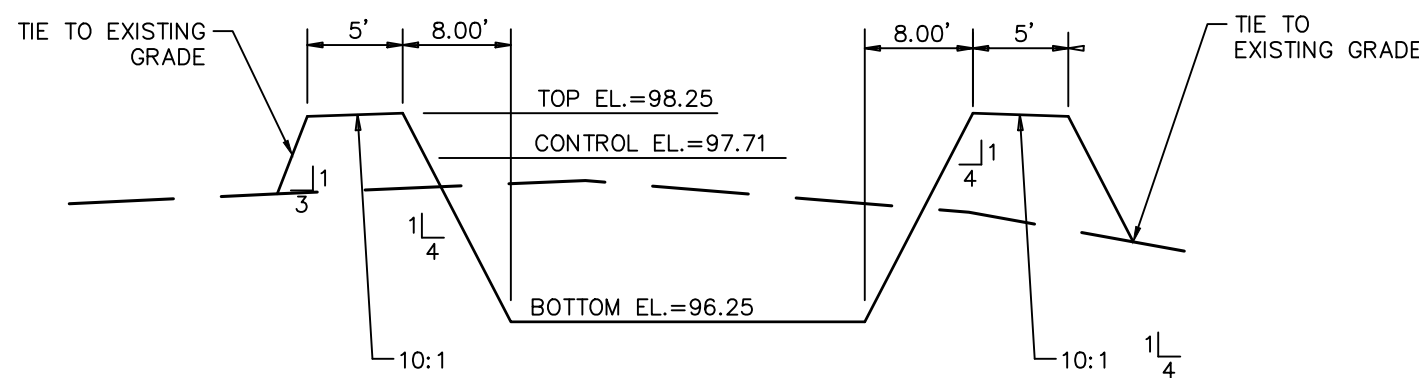 TIE TO EXISTING
GRADE
5'
8.00'
8.00'
5'
TIE TO
EXISTING GRADE
TOP EL.=98.25
CONTROL EL.=97.71
1
3
1
4
1
4
BOTTOM EL.=96.25
10:1
10:1
1
4